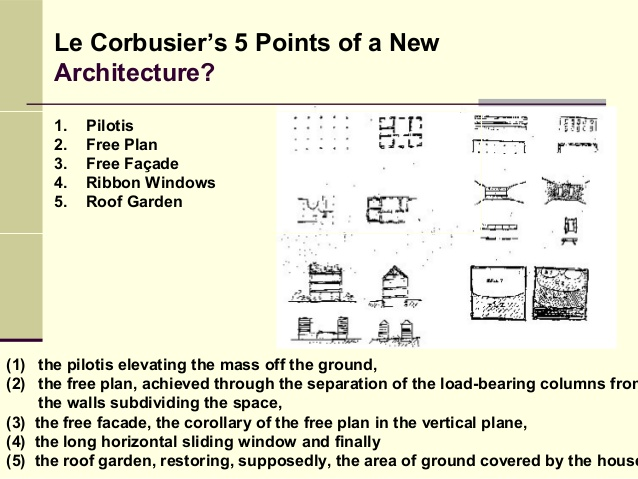 Le Corbusier’s 5 Points of a New
Architecture?
1. Pilotis
2. Free Plan
3. Free Façade
4. Ribbon Windows
5. Roof Garden
(1) the pilotis elevating the mass off the ground,
(2) the free plan, achieved through the separation of the load-bearing columns from
the walls subdividing the space,
(3) the free facade, the corollary of the free plan in the vertical plane,
(4) the long horizontal sliding window and finally
(5) the roof garden, restoring, supposedly, the area of ground covered by the house